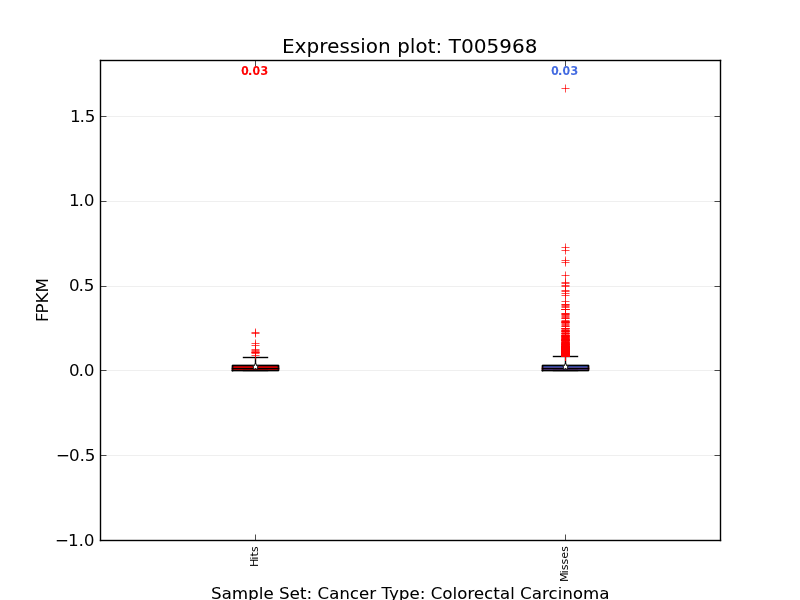 Expression plot: T005968
0.03
0.03
FPKM
1.5
1.0
0.5
0.0
−0.5
−1.0
Hits
Misses
Sample Set: Cancer Type: Colorectal Carcinoma